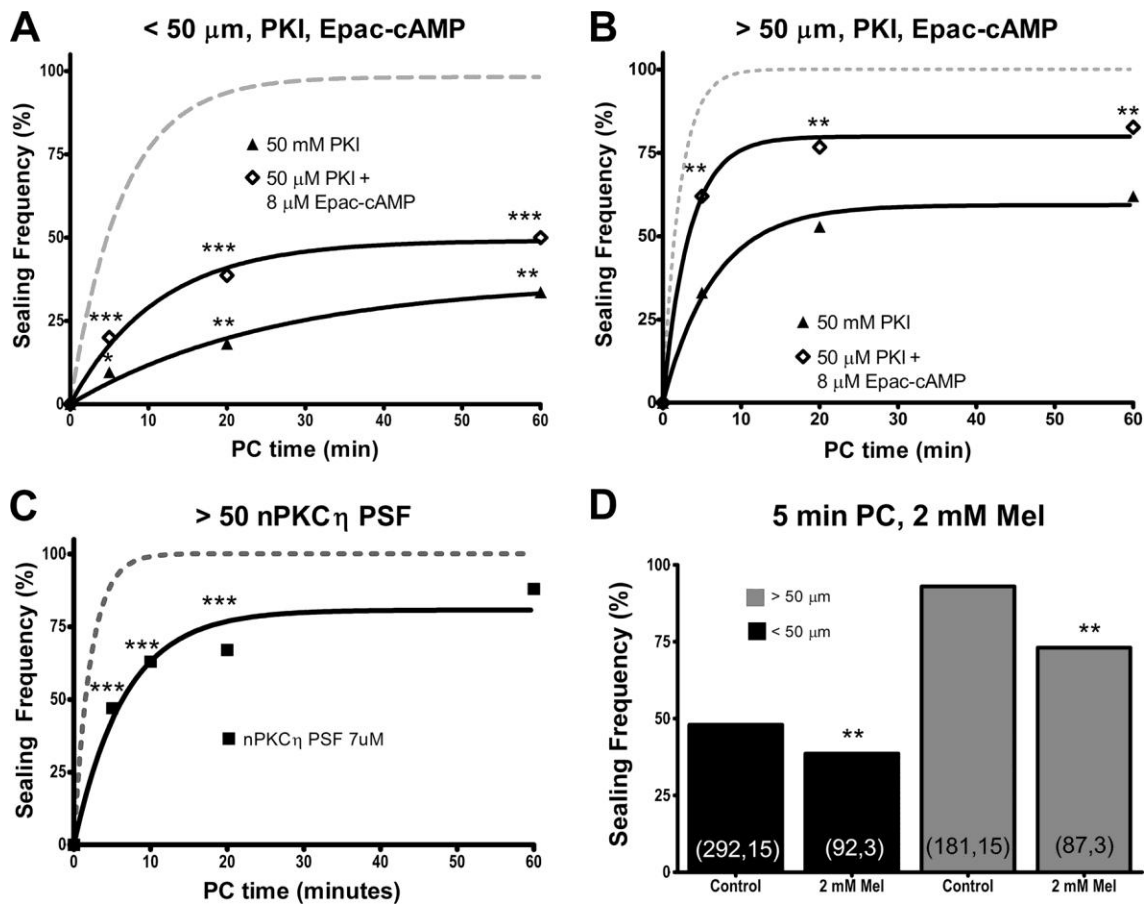 A
< 50 μm, PKI, Epac-cAMP
Sealing Frequency (%)
100
75
50
25
0
50 mM PKI
50 μM PKI +
8 μM Epac-cAMP
***
***
***
*
**
**
0 10 20 30 40 50 60
PC time (min)
B
> 50 μm, PKI, Epac-cAMP
Sealing Frequency (%)
100
75
50
25
0
**
**
**
50 mM PKI
50 μM PKI +
8 μM Epac-cAMP
0 10 20 30 40 50 60
PC time (min)
C
> 50 nPKCη PSF
Sealing Frequency (%)
100
75
50
25
0
***
***
***
nPKCη PSF 7uM
0 10 20 30 40 50 60
PC time (minutes)
D
5 min PC, 2 mM Mel
Sealing Frequency (%)
100
75
50
25
0
> 50 μm
< 50 μm
**
**
(292,15) (92,3) (181,15) (87,3)
Control 2 mM Mel Control 2 mM Mel